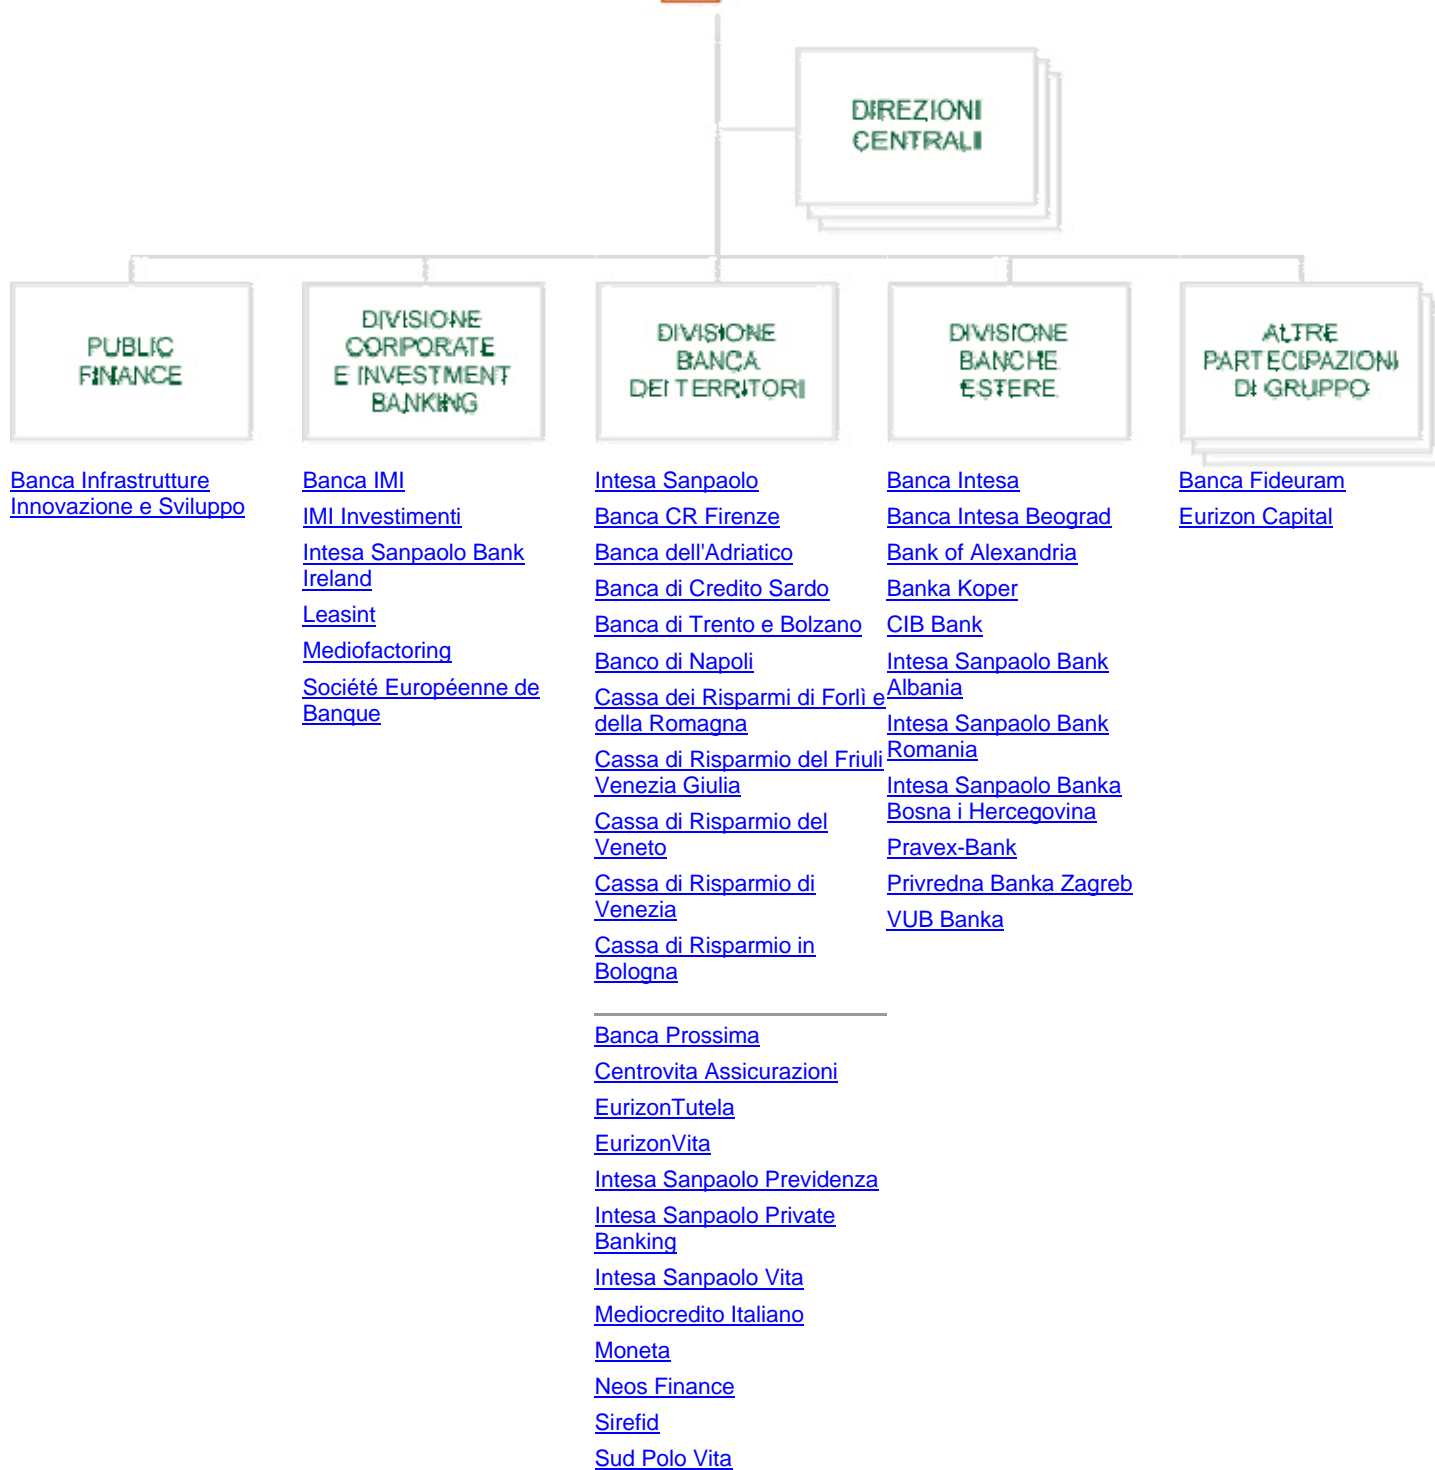 DIREZIONI
CENTRALI
PUBLIC
FINANCE
DIVISIONE
CORPORATE
E INVESTMENT
BANKING
DIVISIONE
BANCA
DEI TERRITORI
DIVISIONE
BANCHE
ESTERE
ALTRE
PARTECIPAZIONI
DI GRUPPO
Banca Infrastrutture
Innovazione e Sviluppo
Banca IMI
IMI Investimenti
Intesa Sanpaolo Bank
Ireland
Leasint
Mediofactoring
Société Européenne de
Banque
Intesa Sanpaolo
Banca CR Firenze
Banca dell'Adriatico
Banca di Credito Sardo
Banca di Trento e Bolzano
Banco di Napoli
Cassa dei Risparmi di Forlì e
della Romagna
Cassa di Risparmio del Friuli
Venezia Giulia
Cassa di Risparmio del
Veneto
Cassa di Risparmio di
Venezia
Cassa di Risparmio in
Bologna
Banca Prossima
Centrovita Assicurazioni
EurizonTutela
EurizonVita
Intesa Sanpaolo Previdenza
Intesa Sanpaolo Private
Banking
Intesa Sanpaolo Vita
Mediocredito Italiano
Moneta
Neos Finance
Sirefid
Sud Polo Vita
Banca Intesa
Banca Intesa Beograd
Bank of Alexandria
Banka Koper
CIB Bank
Intesa Sanpaolo Bank
Albania
Intesa Sanpaolo Bank
Romania
Intesa Sanpaolo Banka
Bosna i Hercegovina
Pravex-Bank
Privredna Banka Zagreb
VUB Banka
Banca Fideuram
Eurizon Capital